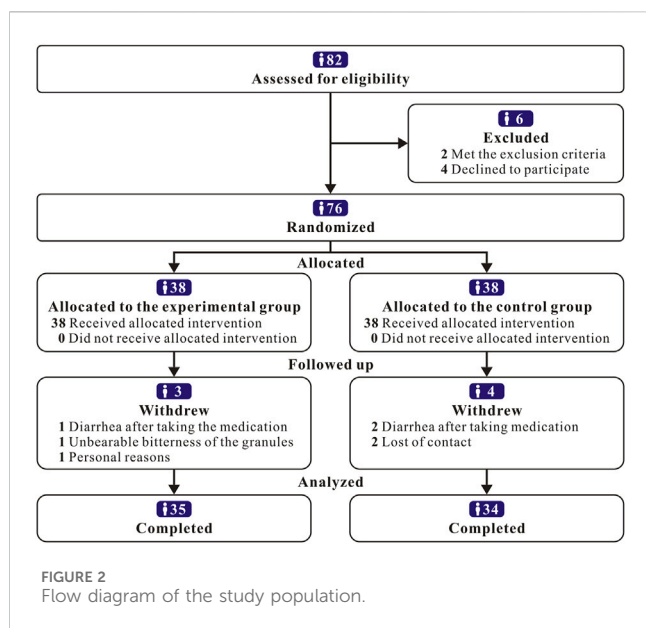 82
Assessed for eligibility
6
Excluded
2 Met the exclusion criteria
4 Declined to participate
76
Randomized
Allocated
38
Allocated to the experimental group
38 Received allocated intervention
0 Did not receive allocated intervention
38
Allocated to the control group
38 Received allocated intervention
0 Did not receive allocated intervention
Followed up
3
Withdrew
1 Diarrhea after taking the medication
1 Unbearable bitterness of the granules
1 Personal reasons
4
Withdrew
2 Diarrhea after taking medication
2 Lost of contact
Analyzed
35
Completed
34
Completed
FIGURE 2
Flow diagram of the study population.